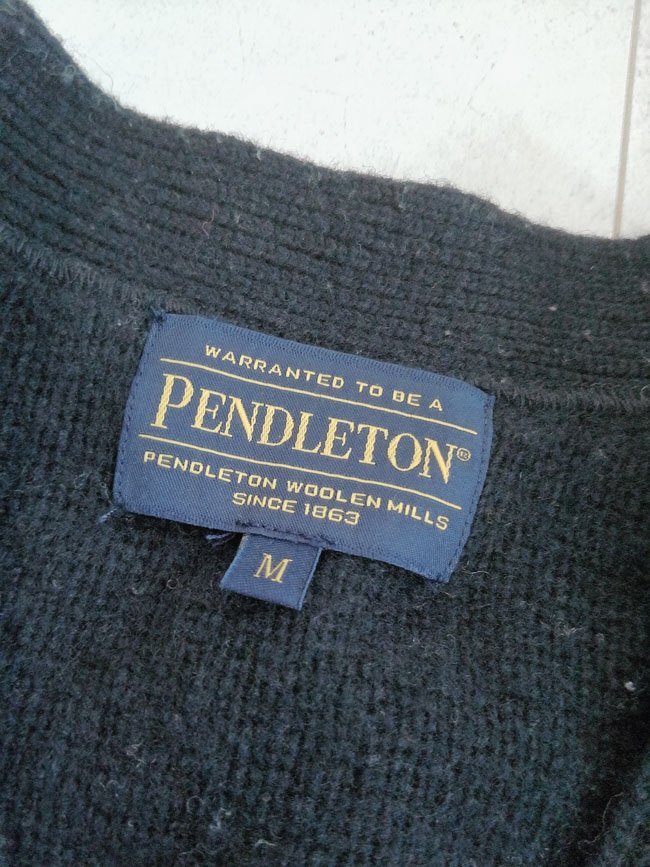 WARRANTED TO BE A
PENDLETON®
PENDLETON WOOLEN MILLS
SINCE 1863
M